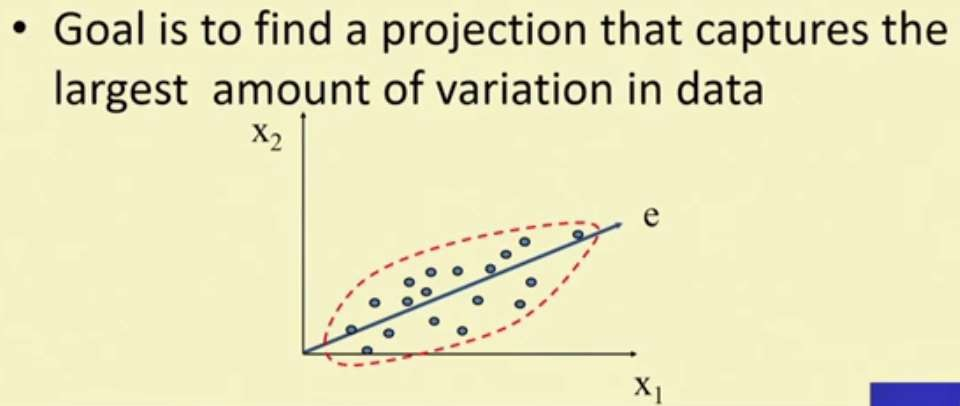 • Goal is to find a projection that captures the
largest amount of variation in data
x₂
e
x₁